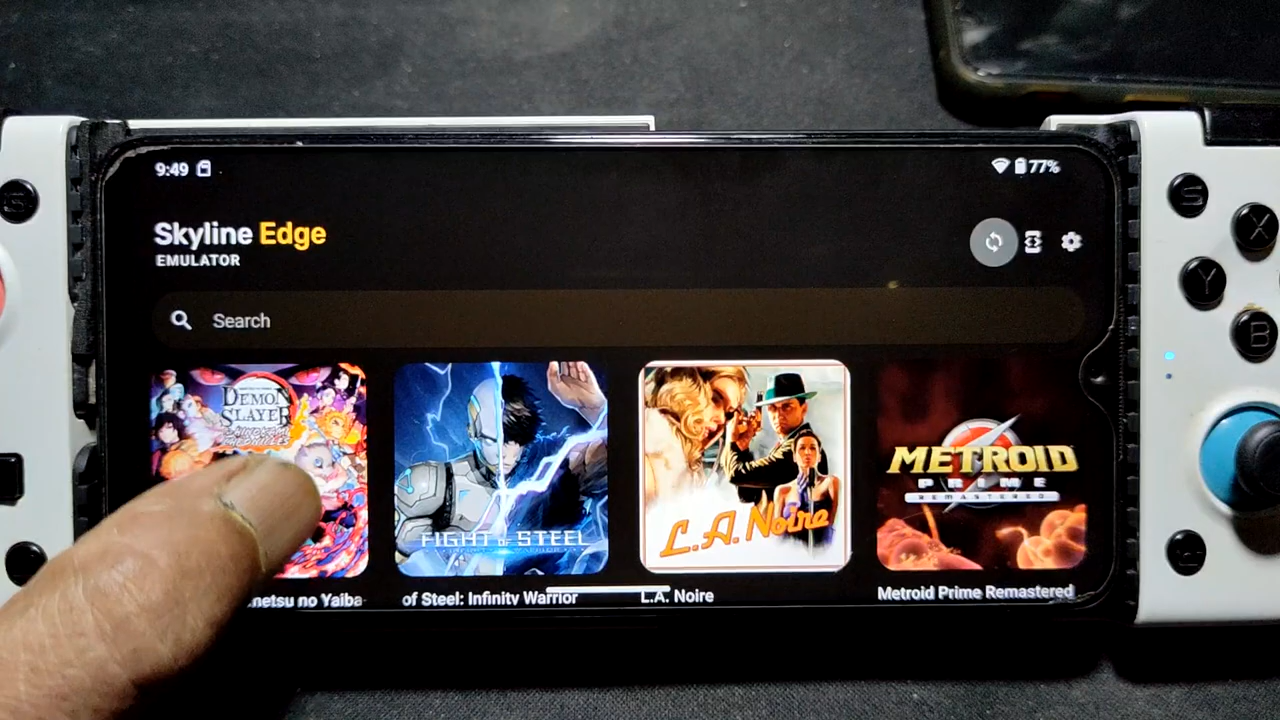 9:49
77%
Skyline Edge
EMULATOR
Search
DEMON
SLAYER
FIGHT OF STEEL
L.A. Noire
METROID
PRIME
REMASTERED
netsu no Yaiba
of Steel: Infinity Warrior
L.A. Noire
Metroid Prime Remastered
S
X
Y
B